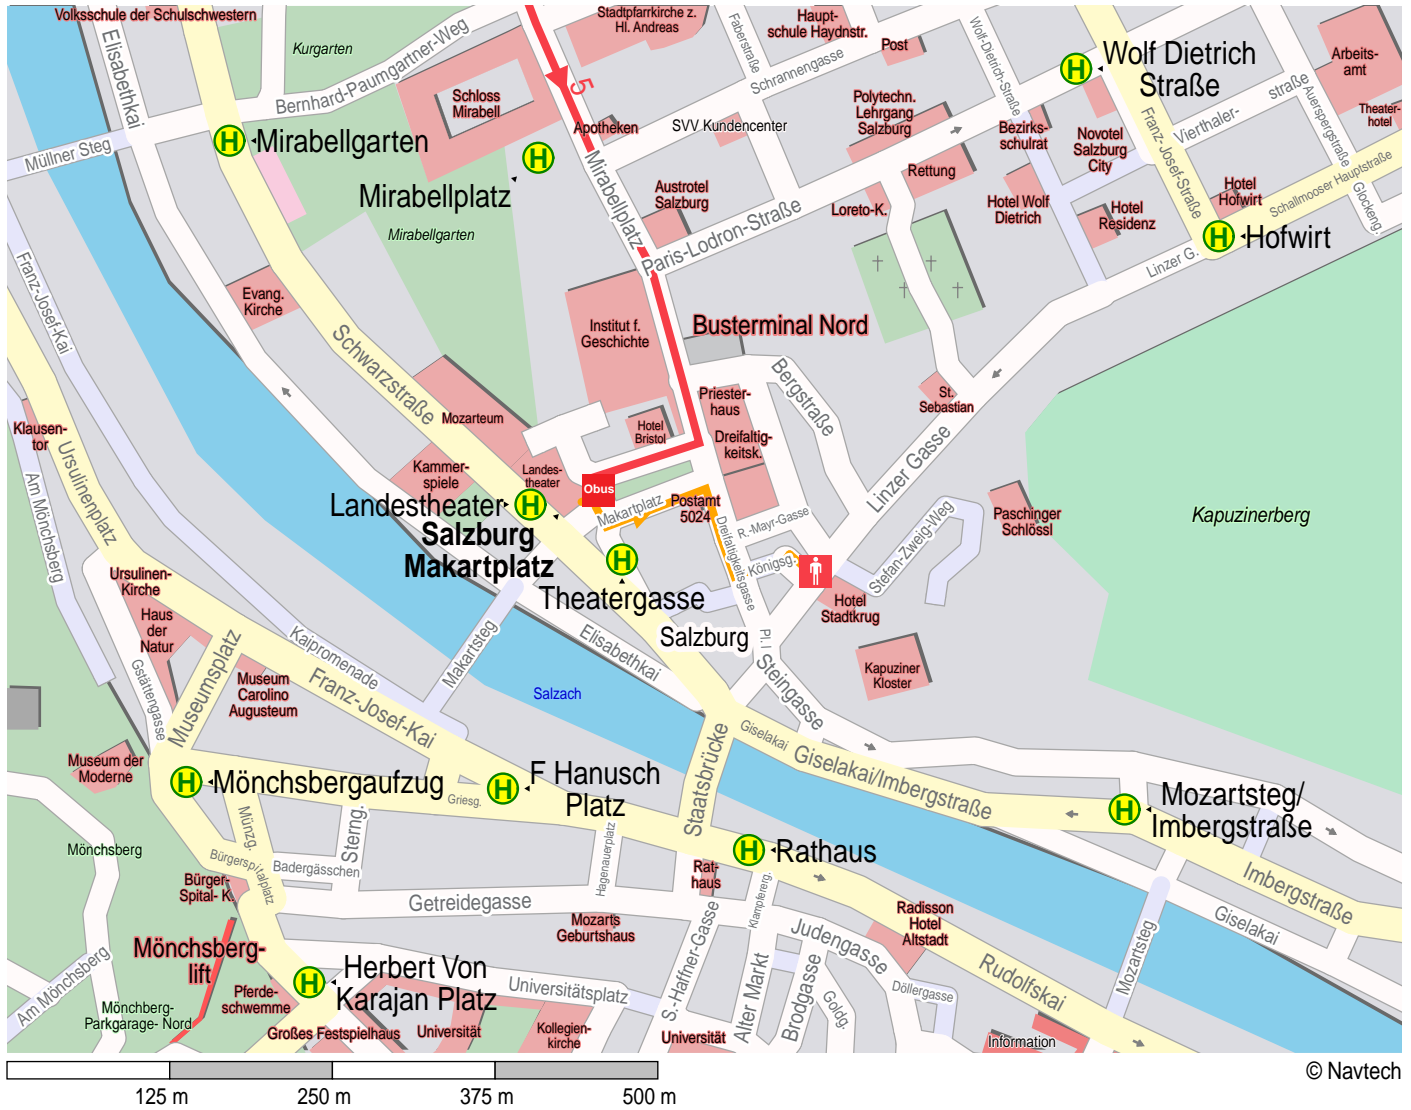 Volksschule der Schulschwestern
Stadtpfarrkirche z.
Hl. Andreas
Haupt-
schule Haydnstr.
Post
Faberstraße
Schrannengasse
Wolf-Dietrich-Straße
Wolf Dietrich
Straße
Arbeits-
amt
Theater-
hotel
Elisabethkai
Kurgarten
Bernhard-Paumgartner-Weg
Schloss
Mirabell
5
Apotheken
SVV Kundencenter
Polytechn.
Lehrgang
Salzburg
Bezirks-
schulrat
Novotel
Salzburg
City
Franz-Josef-Straße
Vierthaler-
straße
Auerspergstraße
Müllner Steg
H
Mirabellgarten
H
Mirabellplatz
Mirabellplatz
Mirabellgarten
Austrotel
Salzburg
Paris-Lodron-Straße
Rettung
Loreto-K.
Hotel Wolf
Dietrich
Hotel
Residenz
Hotel
Hofwirt
Schallmooser Hauptstraße
Glockeng.
H
H
Hofwirt
Linzer G.
Franz-Josef-Kai
Evang.
Kirche
Schwarzstraße
Institut f.
Geschichte
Busterminal Nord
Bergstraße
Priester-
haus
Dreifaltig-
keitsk.
St.
Sebastian
Linzer Gasse
Klausen-
tor
Ursulinenplatz
Am Mönchsberg
Mozarteum
Kammer-
spiele
Landes-
theater
Hotel
Bristol
Obus
Landestheater
H
Salzburg
Makartplatz
Makartplatz
Postamt
5024
R.-Mayr-Gasse
Dreifaltigkeitsgasse
Königsg.
Stefan-Zweig-Weg
Paschinger
Schlössl
Kapuzinerberg
H
Theatergasse
Hotel
Stadtkrug
Salzburg
Pl.
Steingasse
Kapuziner
Kloster
Ursulinen-
Kirche
Haus
der
Natur
Gstättengasse
Museumsplatz
Museum
Carolino
Augusteum
Kaipromenade
Franz-Josef-Kai
Makartsteg
Elisabethkai
Salzach
Staatsbrücke
Giselakai
Giselakai/Imbergstraße
Museum der
Moderne
H
Mönchsbergaufzug
H
F Hanusch
Platz
Griesg.
Münzg.
Sterng.
Hagenauerplatz
H
Mozartsteg/
Imbergstraße
Mönchsberg
Bürgerspitalplatz
Badergässchen
Bürger-
Spital- K.
Getreidegasse
Rat-
haus
H
Rathaus
Klampfererg.
Imbergstraße
Giselakai
Mönchsberg-
lift
Mozarts
Geburtshaus
S.-Haffner-Gasse
Alter Markt
Judengasse
Brodgasse
Radisson
Hotel
Altstadt
Rudolfskai
Mozartsteg
Am Mönchsberg
Mönchberg-
Parkgarage- Nord
Pferde-
schwemme
H
Herbert Von
Karajan Platz
Universitätsplatz
Döllergasse
Goldg.
Großes Festspielhaus
Universität
Kollegien-
kirche
Universität
Information
125 m
250 m
375 m
500 m
© Navtech